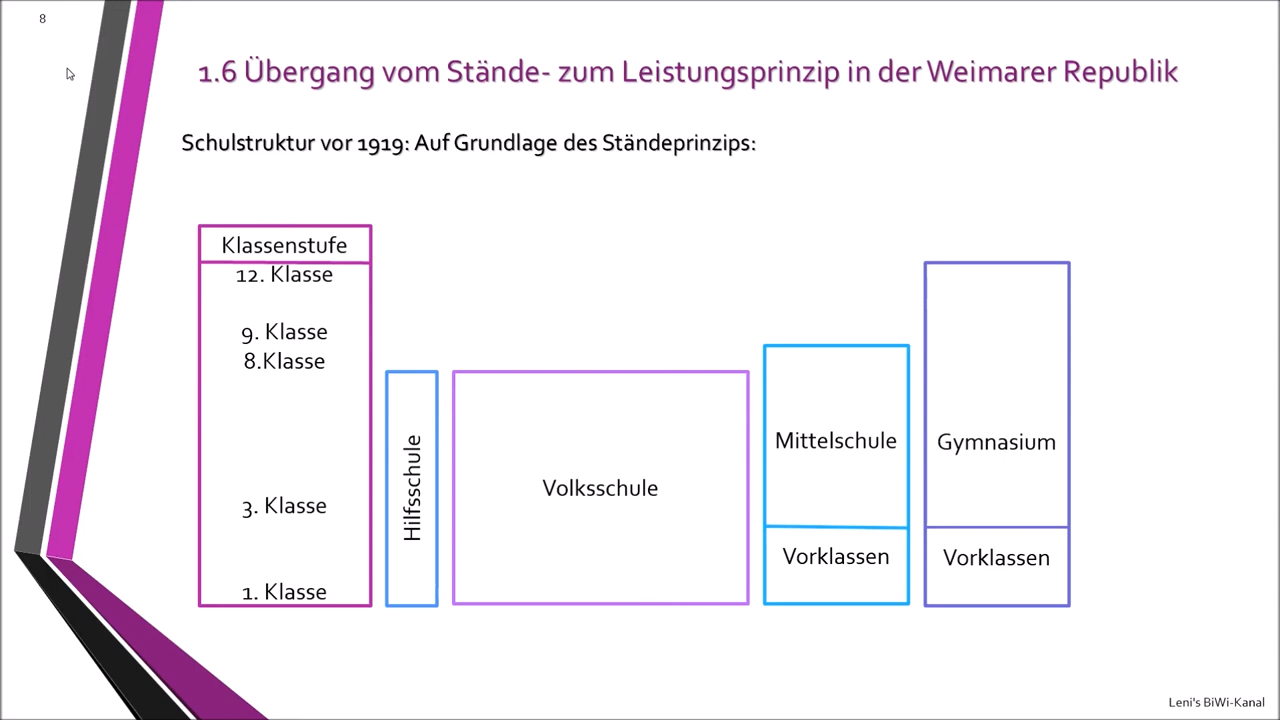 8
1.6 Übergang vom Stände- zum Leistungsprinzip in der Weimarer Republik
Schulstruktur vor 1919: Auf Grundlage des Ständeprinzips:
Klassenstufe
12. Klasse
9. Klasse
8.Klasse
3. Klasse
1. Klasse
Hilfsschule
Volksschule
Mittelschule
Vorklassen
Gymnasium
Vorklassen
Leni's BiWi-Kanal